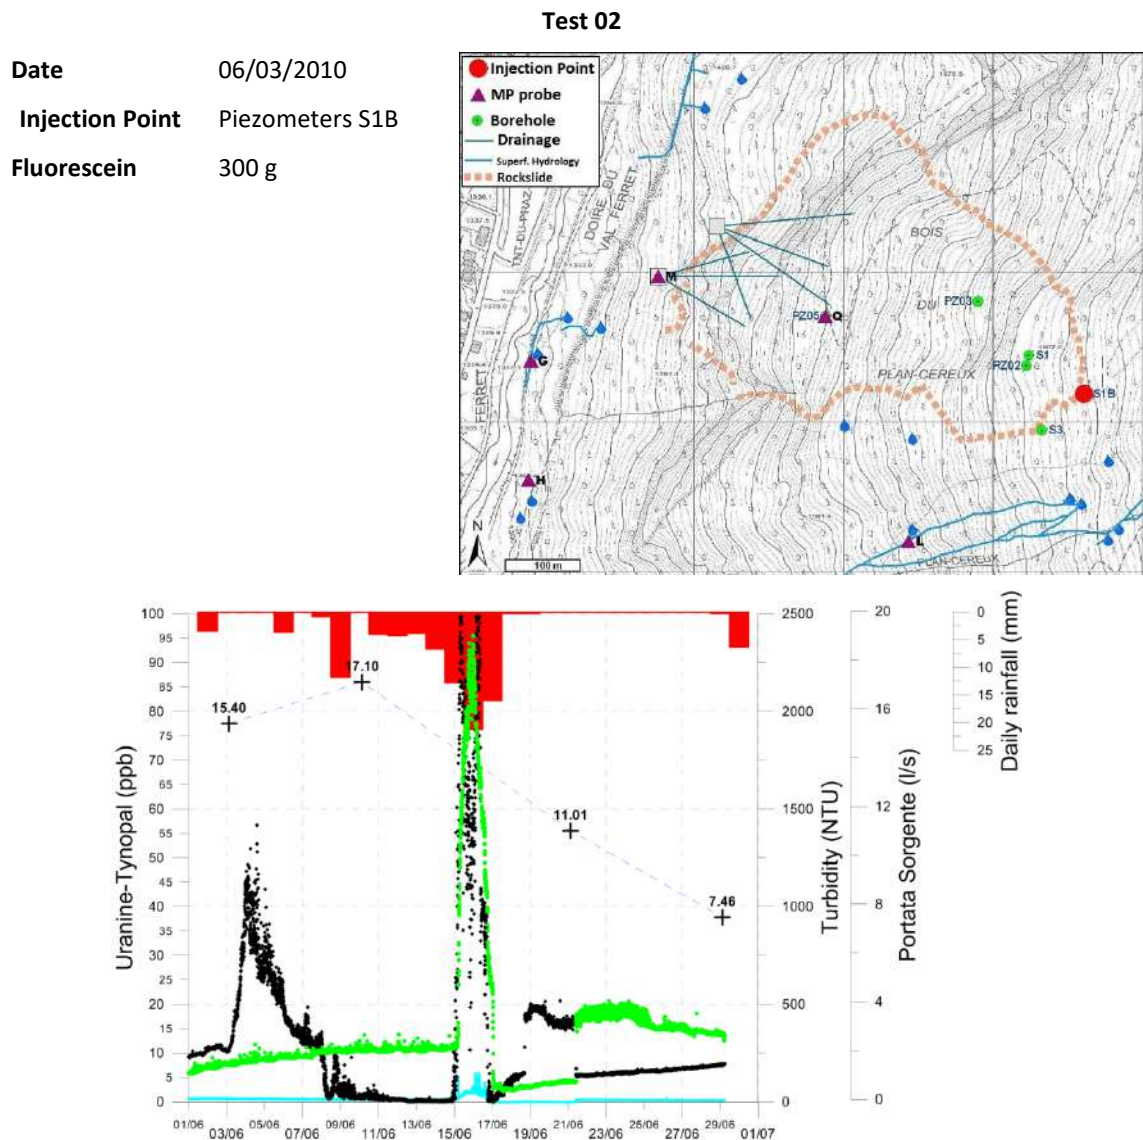 Test 02
Date 06/03/2010
Injection Point Piezometers S1B
Fluorescein 300 g
Injection Point
MP probe
Borehole
Drainage
Superf. Hydrology
Rockslide
TNT-DU-PRAZ-
FERRET
DOIRE DU
VAL FERRET
BOIS
DU
PLAN-CEREUX
M
PZ05 Q
PZ03
S1
PZ02
S1B
S3
G
H
L
PLAN-CEREUX
N
100 m
Uranine-Tynopal (ppb)
100
95
90
85
80
75
70
65
60
55
50
45
40
35
30
25
20
15
10
5
0
15.40
17.10
11.01
7.46
2500
2000
1500
1000
500
0
Turbidity (NTU)
20
16
12
8
4
0
Portata Sorgente (l/s)
0
5
10
15
20
25
Daily rainfall (mm)
01/06 05/06 09/06 13/06 17/06 21/06 25/06 29/06
03/06 07/06 11/06 15/06 19/06 23/06 27/06 01/07